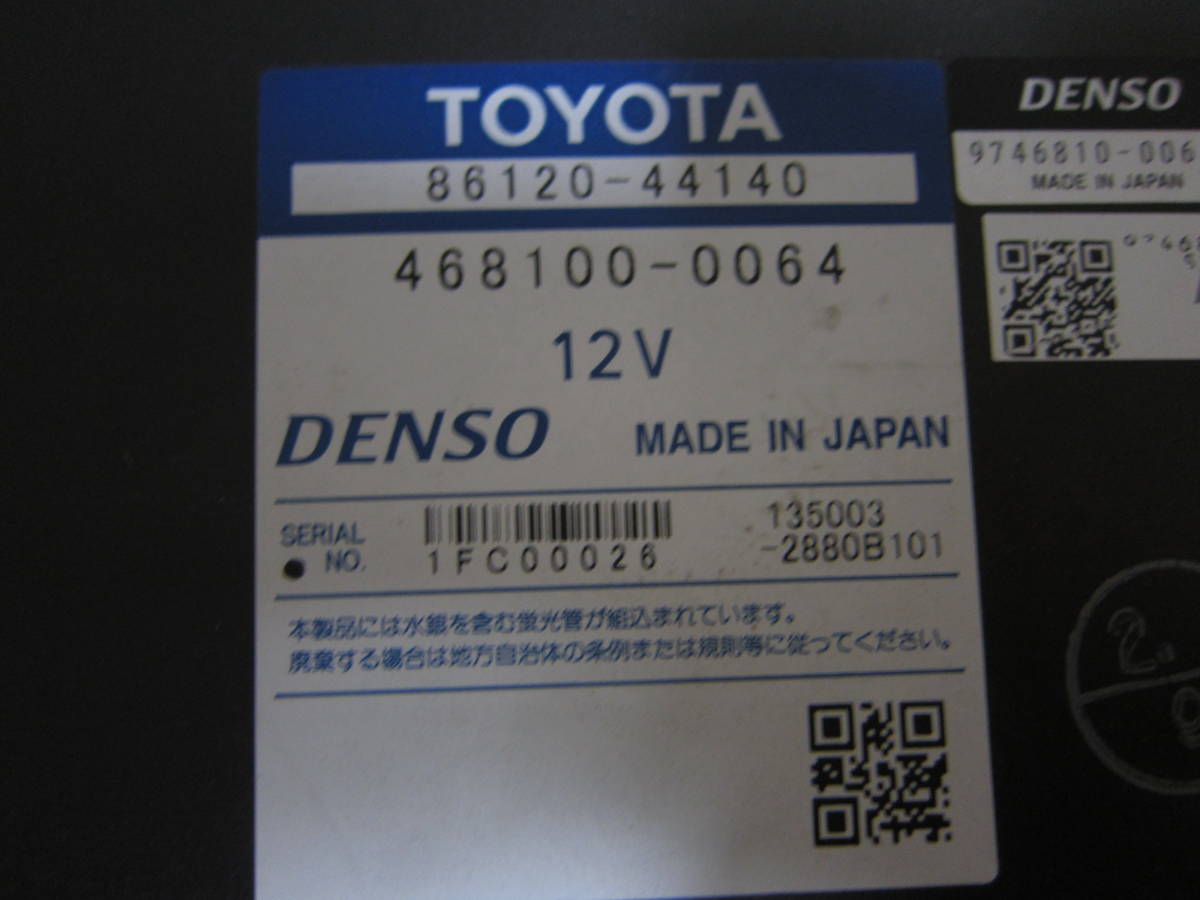 TOYOTA
86120-44140
468100-0064
12V
DENSO
MADE IN JAPAN
SERIAL
NO.
1FC00026
135003
-2880B101
本製品には水銀を含む蛍光管が組込まれています。
廃棄する場合は地方自治体の条例または規則等に従ってください。
DENSO
9746810-006
MADE IN JAPAN
2.